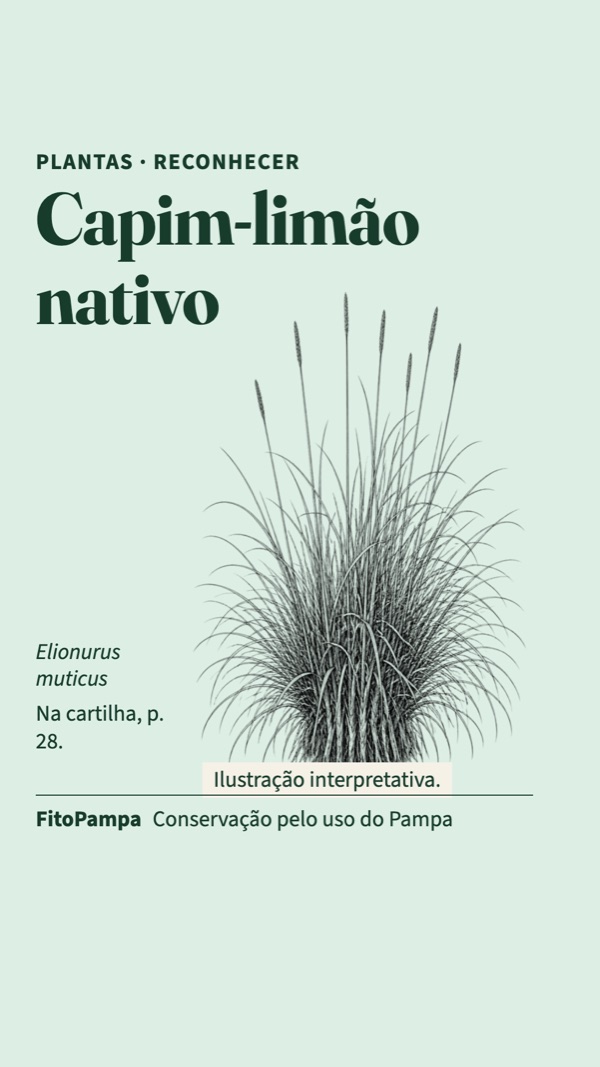 PLANTAS · RECONHECER
Capim-limão
nativo
Elionurus
muticus
Na cartilha, p.
28.
Ilustração interpretativa.
FitoPampa Conservação pelo uso do Pampa